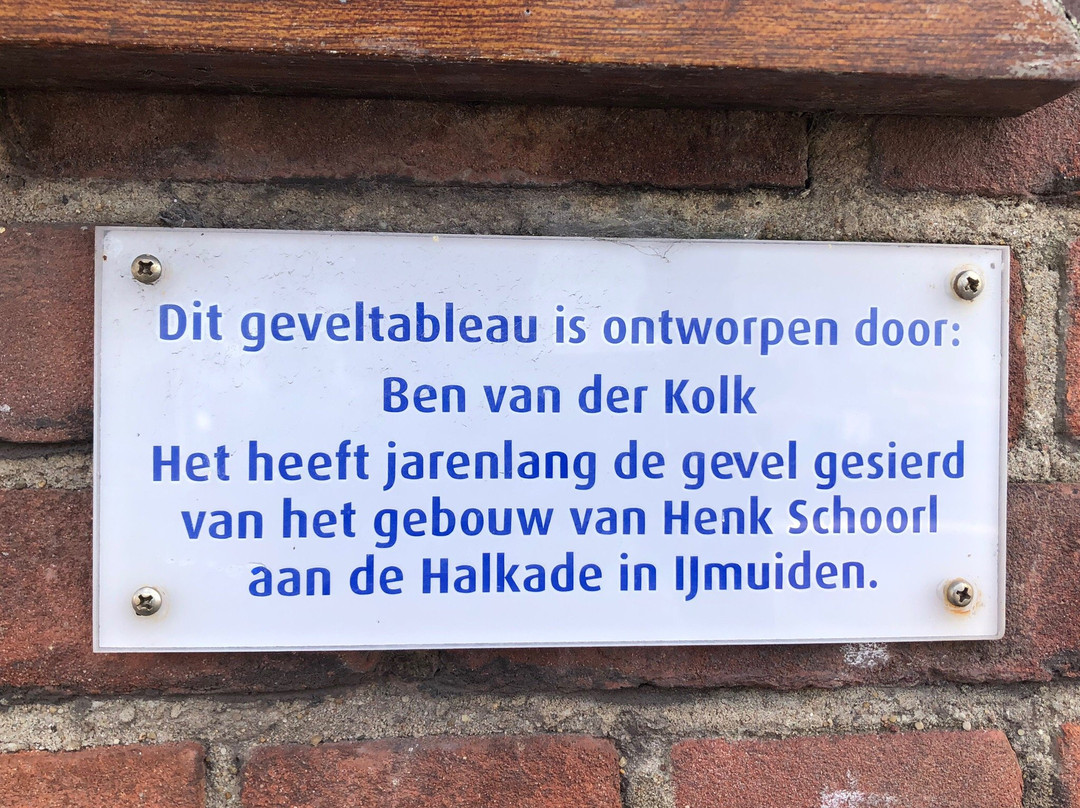 Dit geveltableau is ontworpen door:
Ben van der Kolk
Het heeft jarenlang de gevel gesierd
van het gebouw van Henk Schoorl
aan de Halkade in IJmuiden.